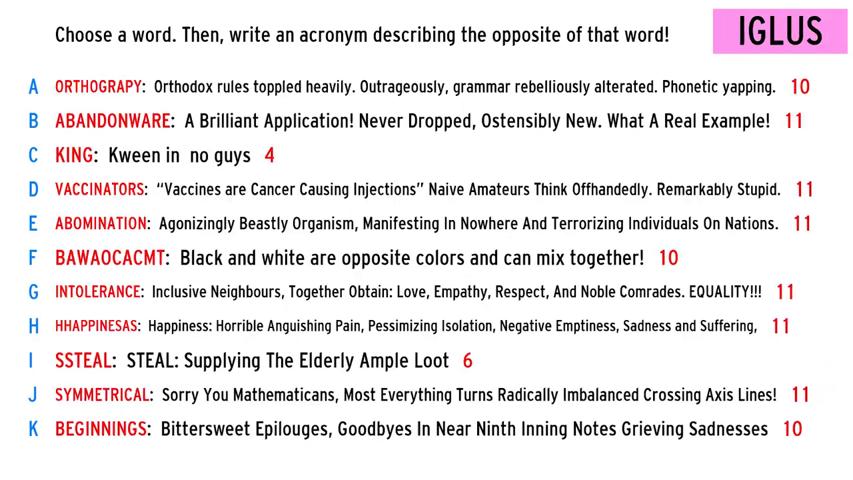 Choose a word. Then, write an acronym describing the opposite of that word!
IGLUS
A ORTHOGRAPY: Orthodox rules toppled heavily. Outrageously, grammar rebelliously alterated. Phonetic yapping. 10
B ABANDONWARE: A Brilliant Application! Never Dropped, Ostensibly New. What A Real Example! 11
C KING: Kween in no guys 4
D VACCINATORS: “Vaccines are Cancer Causing Injections” Naive Amateurs Think Offhandedly. Remarkably Stupid. 11
E ABOMINATION: Agonizingly Beastly Organism, Manifesting In Nowhere And Terrorizing Individuals On Nations. 11
F BAWAOCACMT: Black and white are opposite colors and can mix together! 10
G INTOLERANCE: Inclusive Neighbours, Together Obtain: Love, Empathy, Respect, And Noble Comrades. EQUALITY!!! 11
H HHAPPINESAS: Happiness: Horrible Anguishing Pain, Pessimizing Isolation, Negative Emptiness, Sadness and Suffering, 11
I SSTEAL: STEAL: Supplying The Elderly Ample Loot 6
J SYMMETRICAL: Sorry You Mathematicans, Most Everything Turns Radically Imbalanced Crossing Axis Lines! 11
K BEGINNINGS: Bittersweet Epilouges, Goodbyes In Near Ninth Inning Notes Grieving Sadnesses 10